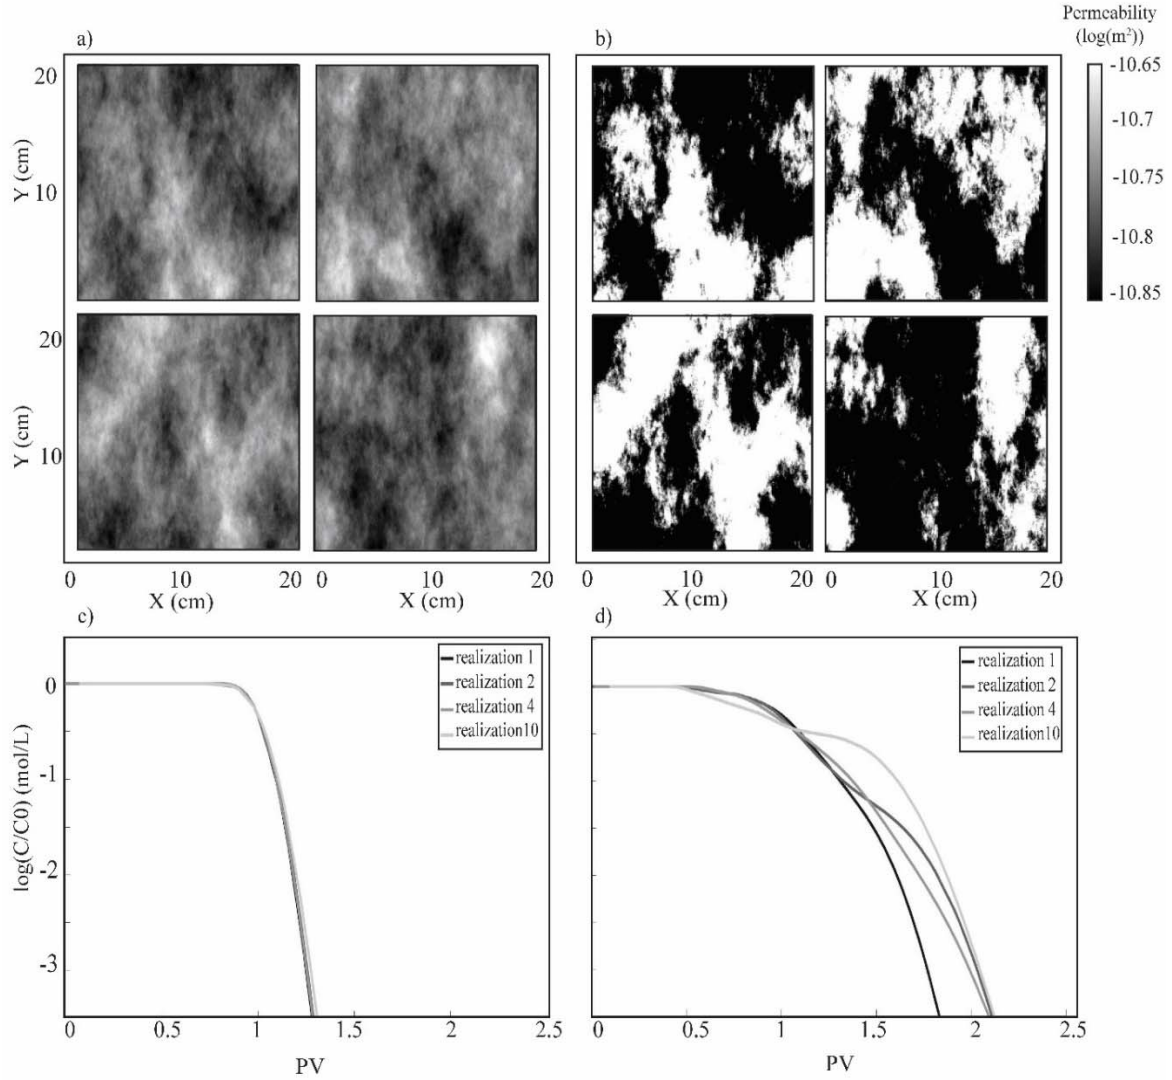 a)
b)
Permeability
(log(m²))
-10.65
-10.7
-10.75
-10.8
-10.85
20
10
Y (cm)
20
10
Y (cm)
0
10
20
0
10
20
X (cm)
0
10
20
0
10
20
X (cm)
c)
d)
realization 1
realization 2
realization 4
realization10
realization 1
realization 2
realization 4
realization10
0
-1
-2
-3
log(C/C0) (mol/L)
0
0.5
1
1.5
2
2.5
PV
0
0.5
1
1.5
2
2.5
PV